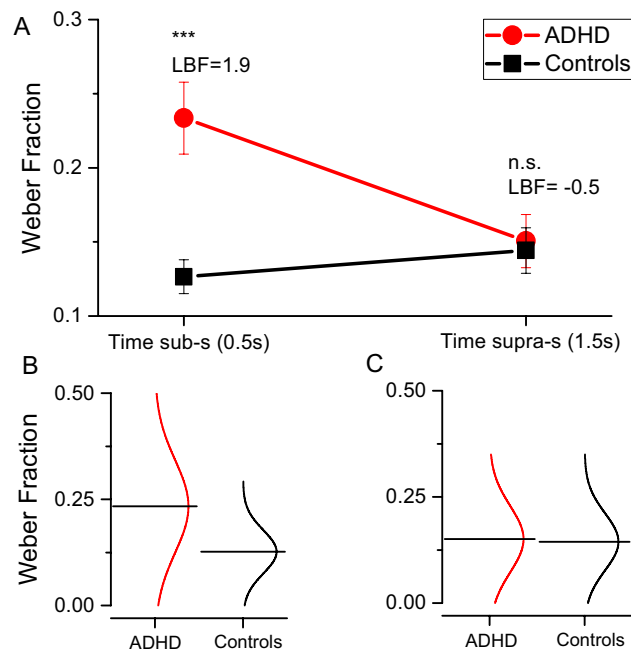 A
0.3
***
LBF=1.9
ADHD
Controls
Weber Fraction
0.2
n.s.
LBF= -0.5
0.1
Time sub-s (0.5s)
Time supra-s (1.5s)
B
C
0.50
0.50
Weber Fraction
0.25
0.25
0.00
0.00
ADHD
Controls
ADHD
Controls